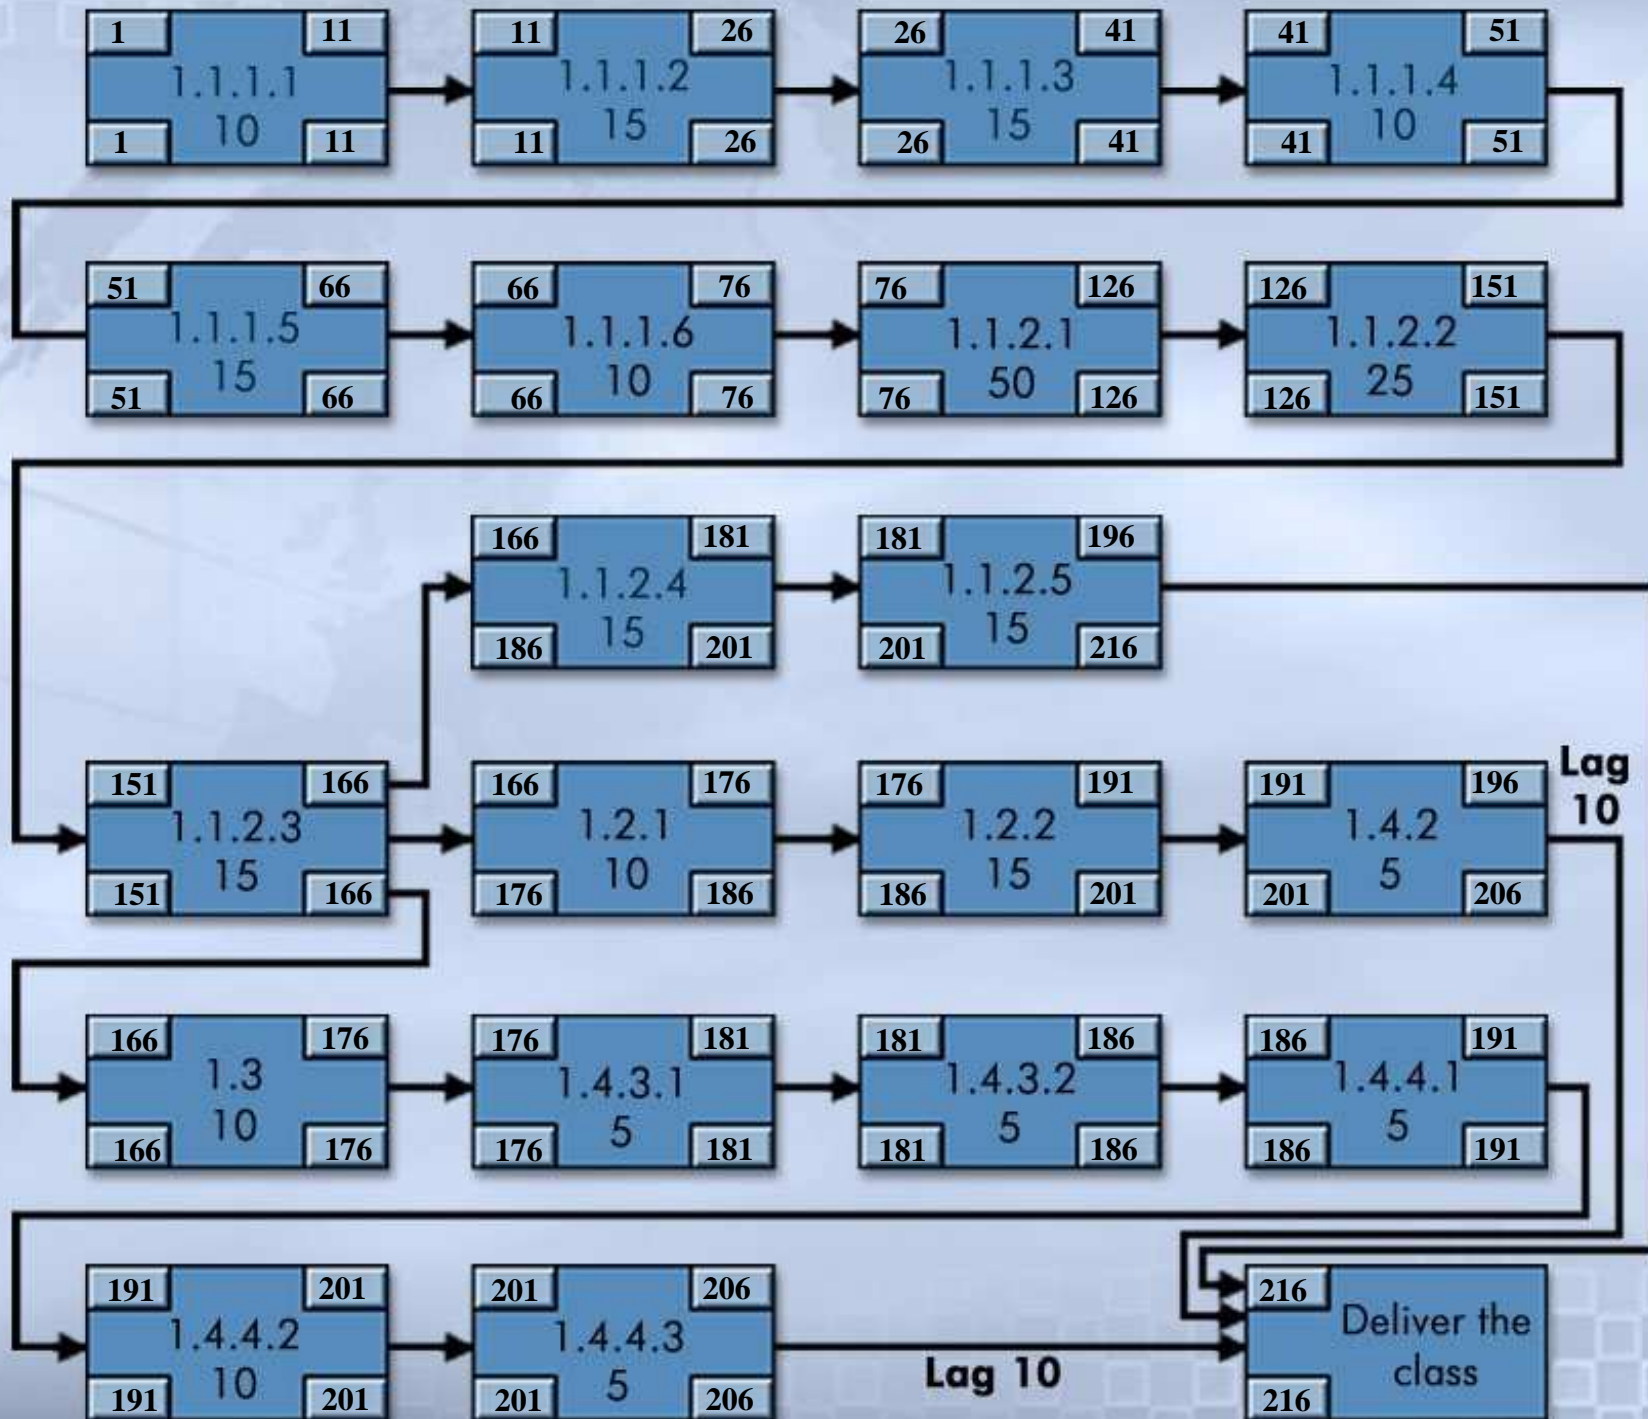 1 11 11 26 26 41 41 51
1.1.1.1 1.1.1.2 1.1.1.3 1.1.1.4
10 15 15 10
1 11 11 26 26 41 41 51
51 66 66 76 76 126 126 151
1.1.1.5 1.1.1.6 1.1.2.1 1.1.2.2
15 10 50 25
51 66 66 76 76 126 126 151
166 181 181 196
1.1.2.4 1.1.2.5
15 15
186 201 201 216
Lag
10
151 166 166 176 176 191 191 196
1.1.2.3 1.2.1 1.2.2 1.4.2
15 10 15 5
151 166 176 186 186 201 201 206
166 176 176 181 181 186 186 191
1.3 1.4.3.1 1.4.3.2 1.4.4.1
10 5 5 5
166 176 176 181 181 186 186 191
191 201 201 206 216
1.4.4.2 1.4.4.3 Deliver the
10 5 Lag 10 class
191 201 201 206 216